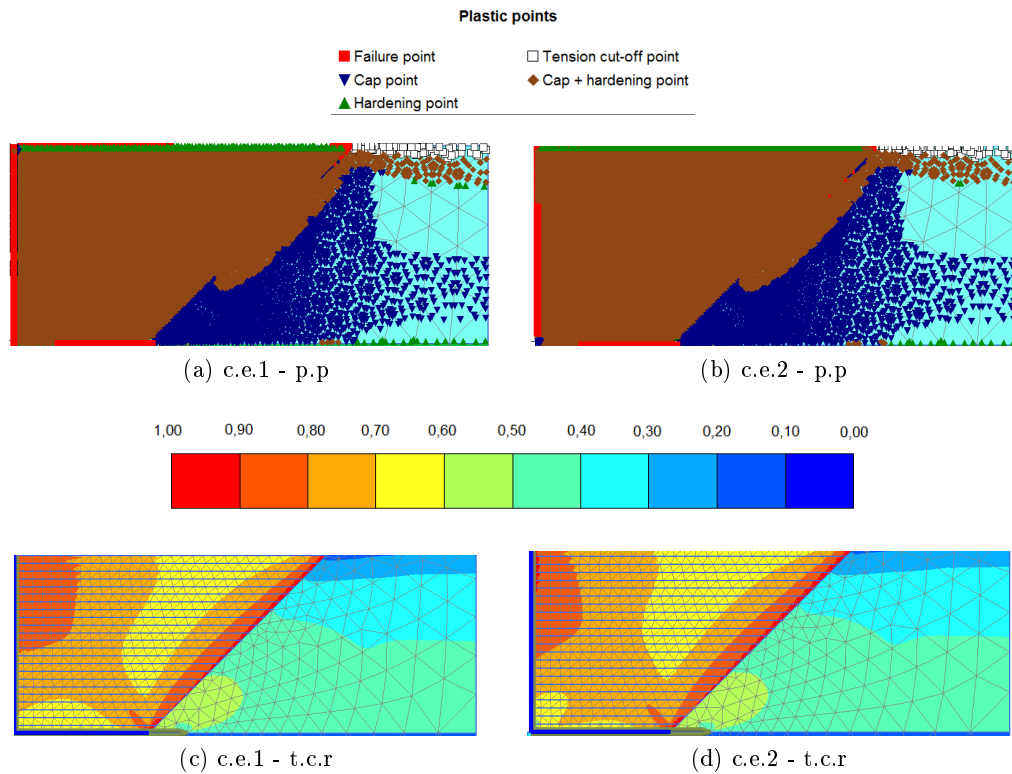 Plastic points
Failure point
Tension cut-off point
Cap point
Cap + hardening point
Hardening point
(a) c.e.1 - p.p
(b) c.e.2 - p.p
1,00 0,90 0,80 0,70 0,60 0,50 0,40 0,30 0,20 0,10 0,00
(c) c.e.1 - t.c.r
(d) c.e.2 - t.c.r